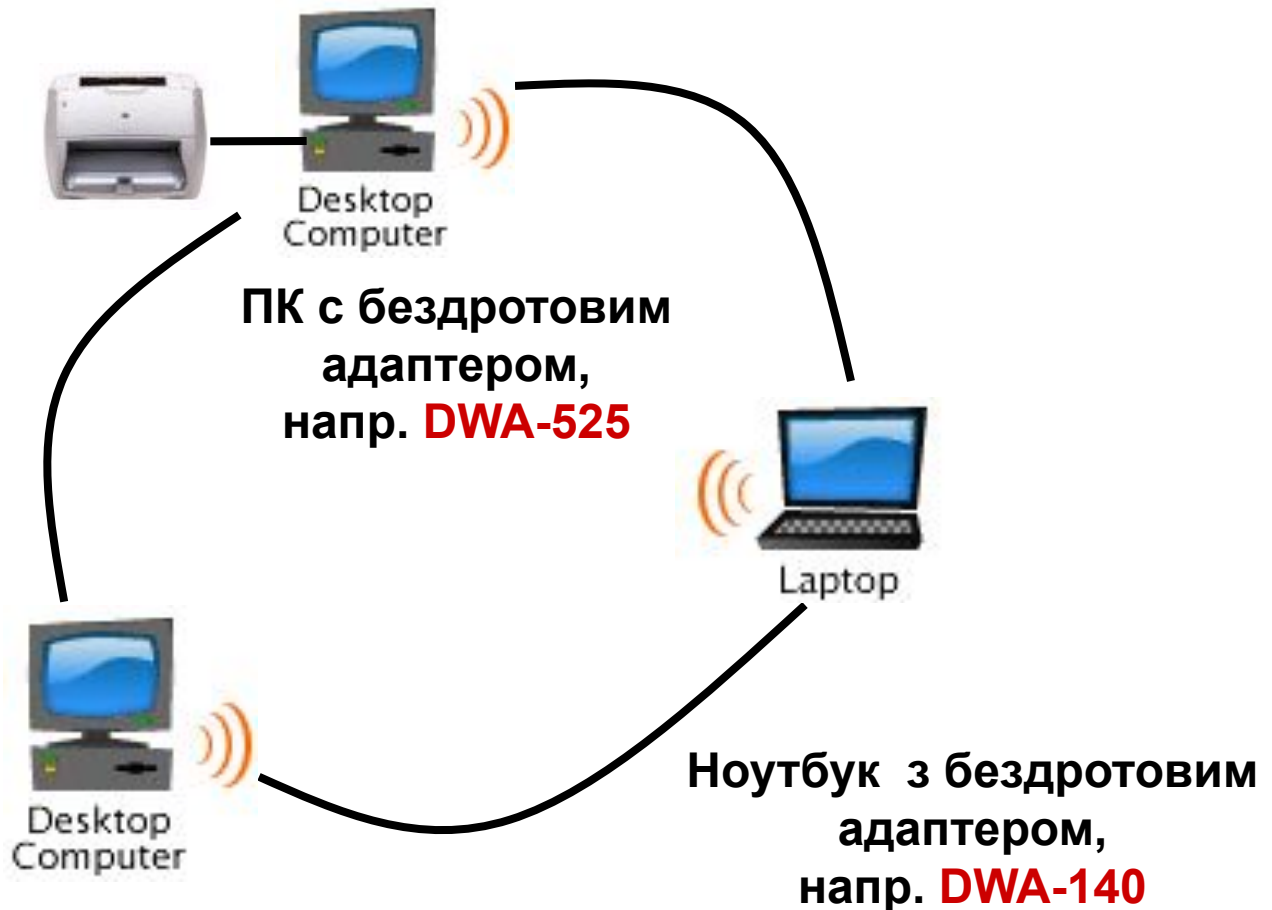 Desktop
Computer
ПК с бездротовим
адаптером,
напр. DWA-525
Laptop
Desktop
Computer
Ноутбук  з бездротовим
адаптером,
напр. DWA-140